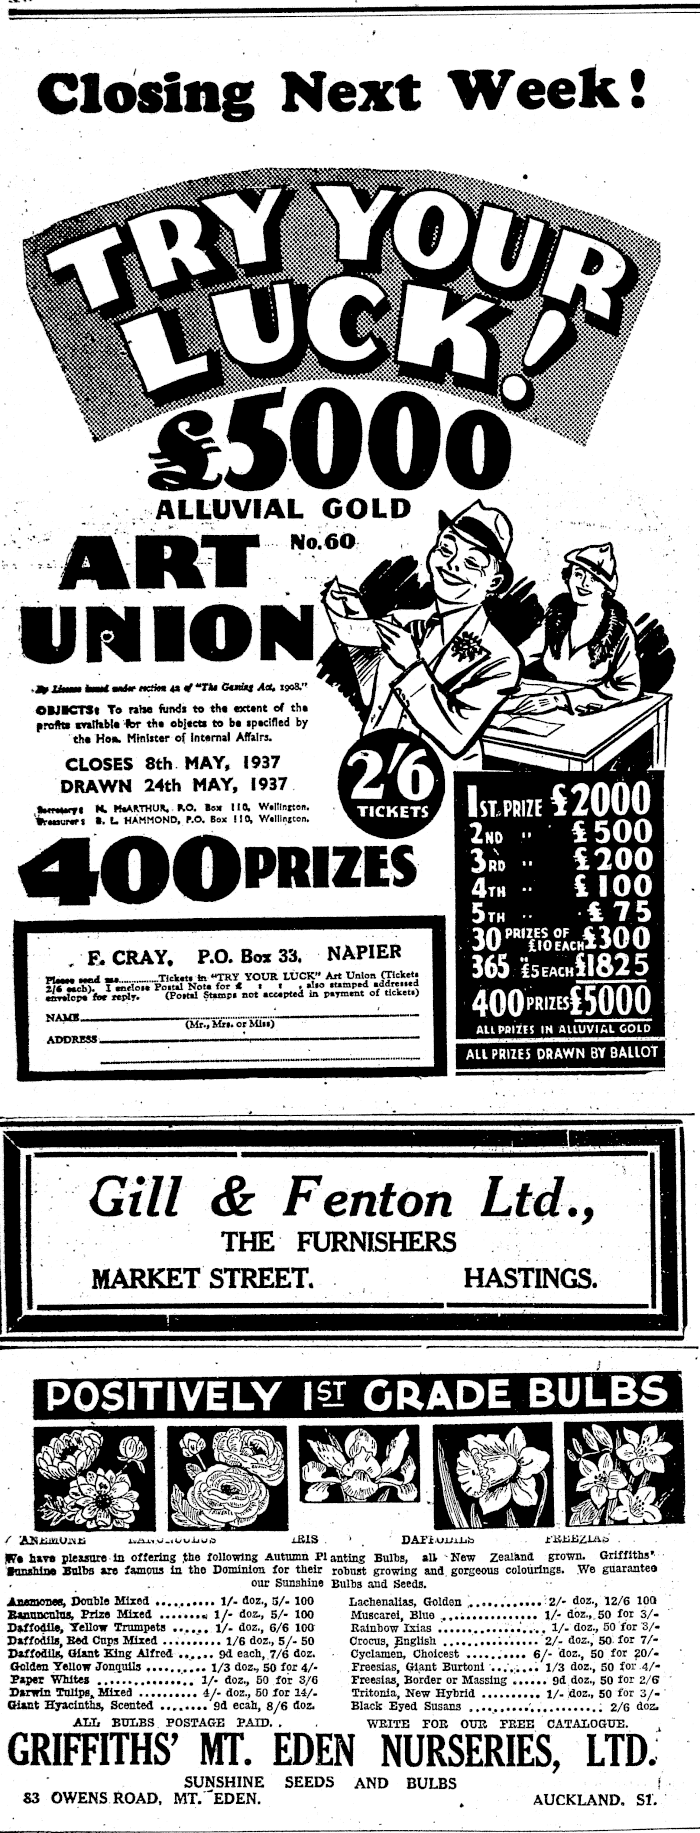 Closing Next Week!
TRY YOUR
LUCK!
£5000
ALLUVIAL GOLD
ART No. 60
UNION
By License issued under section 42 of "The Gaming Act, 1908."
OBJECTS: To raise funds to the extent of the
profits available for the objects to be specified by
the Hon. Minister of Internal Affairs.
CLOSES 8th MAY, 1937
DRAWN 24th MAY, 1937
Secretary: N. McARTHUR, P.O. Box 110, Wellington.
Treasurer: B. L. HAMMOND, P.O. Box 110, Wellington.
2/6
TICKETS
400 PRIZES
1ST. PRIZE £2000
2ND " £500
3RD " £200
4TH " £100
5TH " £75
30 PRIZES OF £10 EACH £300
365 " £5 EACH £1825
400 PRIZES £5000
ALL PRIZES IN ALLUVIAL GOLD
ALL PRIZES DRAWN BY BALLOT
F. CRAY, P.O. Box 33, NAPIER
Please send me..............Tickets in "TRY YOUR LUCK" Art Union (Tickets
2/6 each). I enclose Postal Note for £ : : , also stamped addressed
envelope for reply. (Postal Stamps not accepted in payment of tickets)
NAME
(Mr., Mrs. or Miss)
ADDRESS
Gill & Fenton Ltd.,
THE FURNISHERS
MARKET STREET. HASTINGS.
POSITIVELY 1ST GRADE BULBS
ANEMONE RANUNCULUS IRIS DAFFODILS FREEZIAS
We have pleasure in offering the following Autumn Planting Bulbs, all New Zealand grown. Griffiths'
Sunshine Bulbs are famous in the Dominion for their robust growing and gorgeous colourings. We guarantee
our Sunshine Bulbs and Seeds.
Anemones, Double Mixed .......... 1/- doz., 5/- 100
Ranunculus, Prize Mixed ........ 1/- doz., 5/- 100
Daffodils, Yellow Trumpets ..... 1/- doz., 6/6 100
Daffodils, Red Cups Mixed .......... 1/6 doz., 5/- 50
Daffodils, Giant King Alfred ...... 9d each, 7/6 doz.
Golden Yellow Jonquils .......... 1/3 doz., 50 for 4/-
Paper Whites ................. 1/- doz., 50 for 3/6
Darwin Tulips, Mixed .......... 4/- doz., 50 for 14/-
Giant Hyacinths, Scented ........ 9d ecah, 8/6 doz.
ALL BULBS POSTAGE PAID.
Lachenalias, Golden ............ 2/- doz., 12/6 100
Muscarei, Blue ................ 1/- doz., 50 for 3/-
Rainbow Ixias ................. 1/- doz., 50 for 3/-
Crocus, English ................ 2/- doz., 50 for 7/-
Cyclamen, Choicest .......... 6/- doz., 50 for 20/-
Freesias, Giant Burtoni ........ 1/3 doz., 50 for 4/-
Freesias, Border or Massing ...... 9d doz., 50 for 2/6
Tritonia, New Hybrid .......... 1/- doz., 50 for 3/-
Black Eyed Susans ....................... 2/6 doz.
WRITE FOR OUR FREE CATALOGUE.
GRIFFITHS' MT. EDEN NURSERIES, LTD.
SUNSHINE SEEDS AND BULBS
83 OWENS ROAD, MT. EDEN. AUCKLAND, S1.